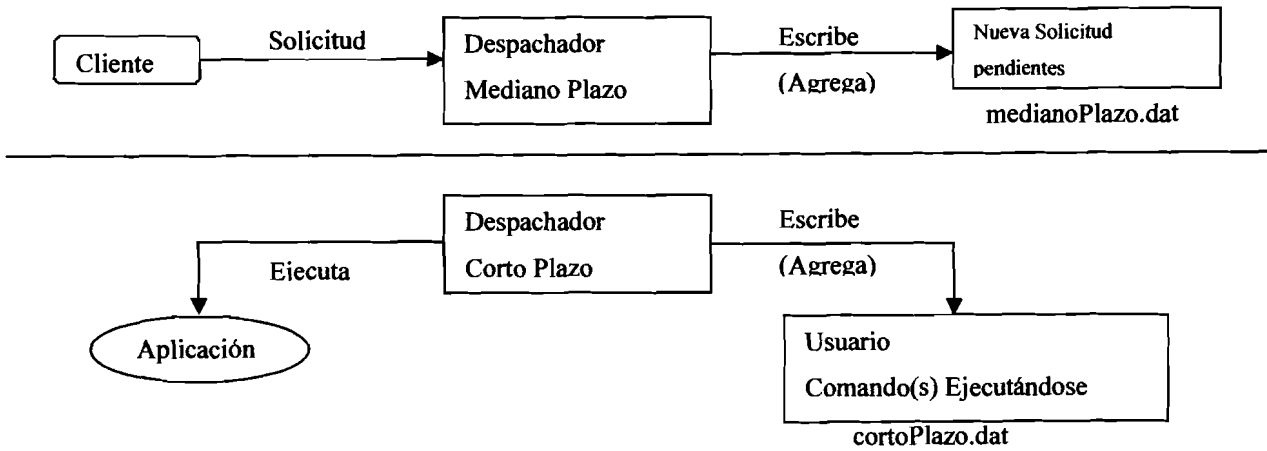 Cliente
Solicitud
Despachador
Mediano Plazo
Escribe
(Agrega)
Nueva Solicitud
pendientes
medianoPlazo.dat
Despachador
Corto Plazo
Ejecuta
Escribe
(Agrega)
Aplicación
Usuario
Comando(s) Ejecutándose
cortoPlazo.dat